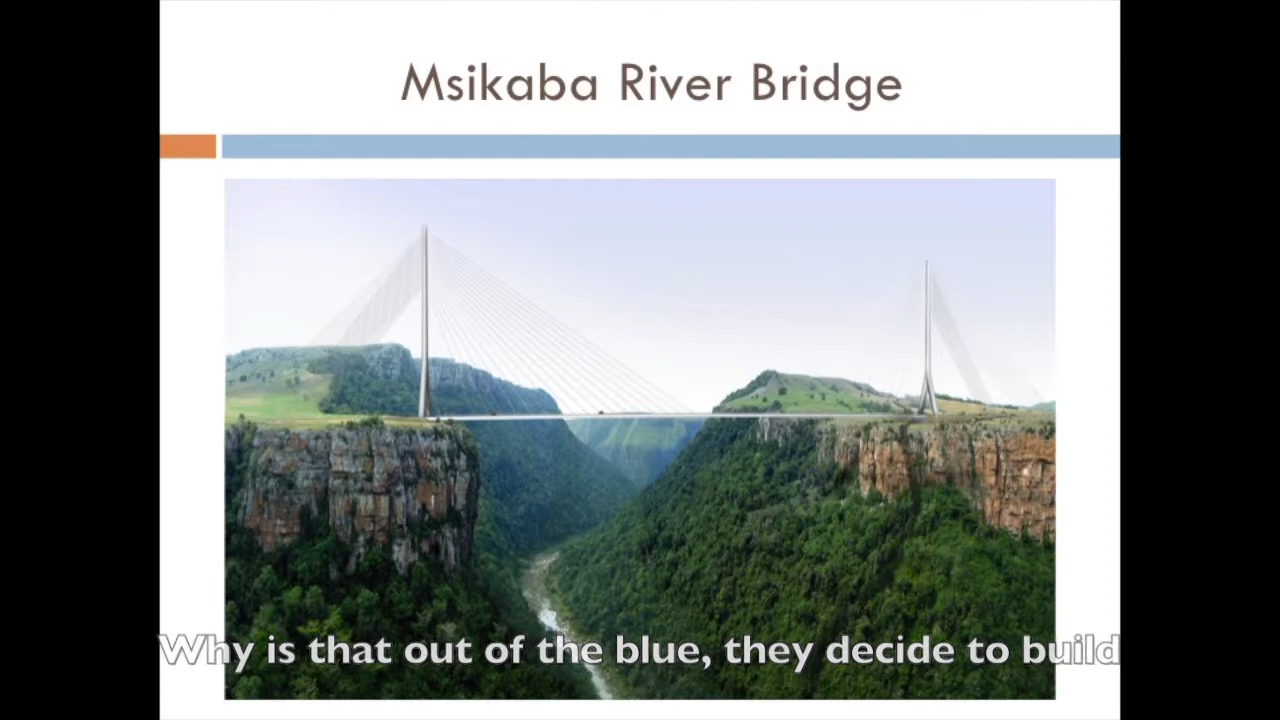 Msikaba River Bridge
Why is that out of the blue, they decide to build